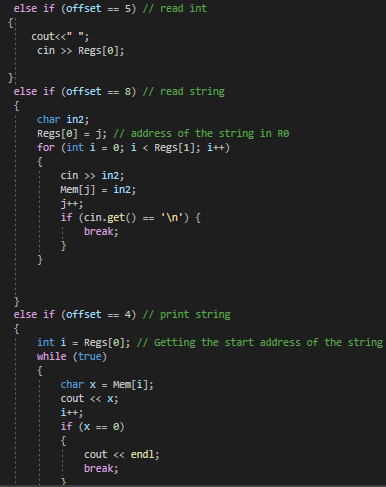 else if (offset == 5) // read int
{
cout<<" ";
cin >> Regs[0];
}
else if (offset == 8) // read string
{
char in2;
Regs[0] = j; // address of the string in R0
for (int i = 0; i < Regs[1]; i++)
{
cin >> in2;
Mem[j] = in2;
j++;
if (cin.get() == '\n') {
break;
}
}
}
else if (offset == 4) // print string
{
int i = Regs[0]; // Getting the start address of the string
while (true)
{
char x = Mem[i];
cout << x;
i++;
if (x == 0)
{
cout << endl;
break;
}